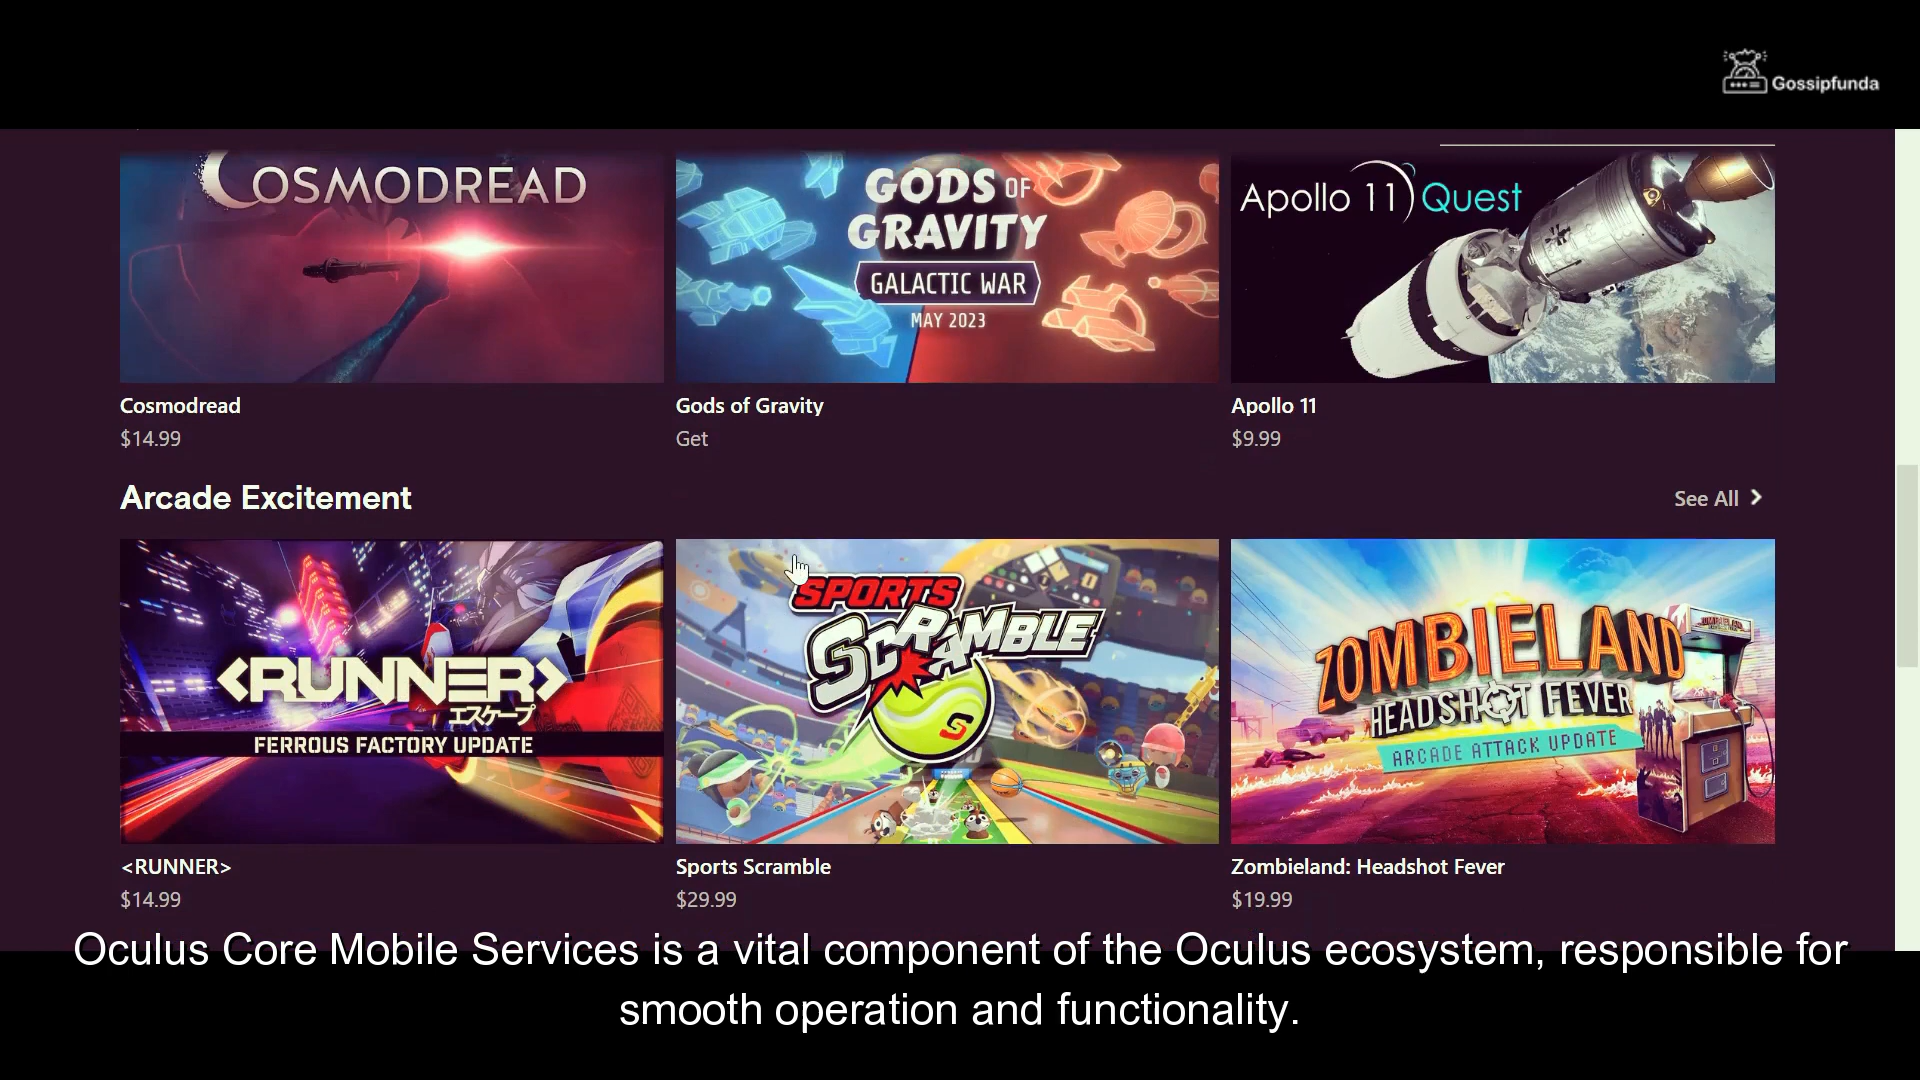 Gossipfunda
COSMODREAD
GODS OF
GRAVITY
GALACTIC WAR
MAY 2023
Apollo 11 Quest
Cosmodread
Gods of Gravity
Apollo 11
$14.99
Get
$9.99
Arcade Excitement
See All
<RUNNER>
エスケープ
FERROUS FACTORY UPDATE
SPORTS
SCRAMBLE
S
ZOMBIELAND
HEADSHOT FEVER
ARCADE ATTACK UPDATE
<RUNNER>
Sports Scramble
Zombieland: Headshot Fever
$14.99
$29.99
$19.99
Oculus Core Mobile Services is a vital component of the Oculus ecosystem, responsible for
smooth operation and functionality.